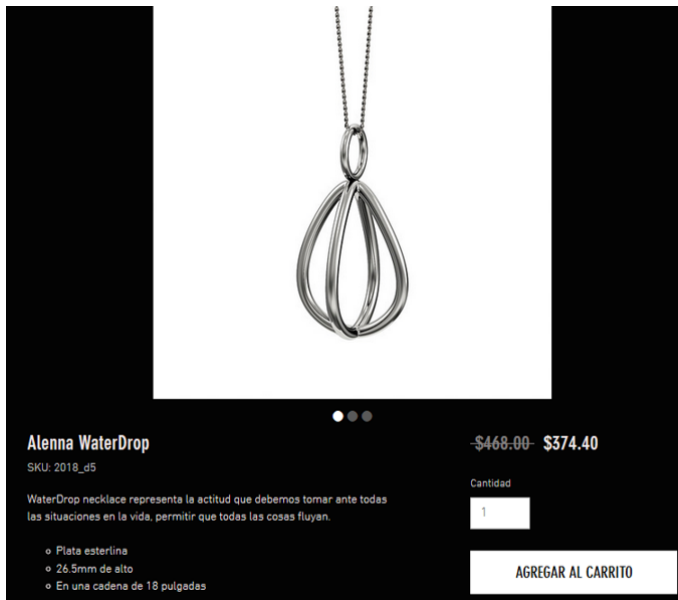 Alenna WaterDrop
SKU: 2018_d5
WaterDrop necklace representa la actitud que debemos tomar ante todas
las situaciones en la vida, permitir que todas las cosas fluyan.
Plata esterlina
26.5mm de alto
En una cadena de 18 pulgadas
$468.00 $374.40
Cantidad
1
AGREGAR AL CARRITO